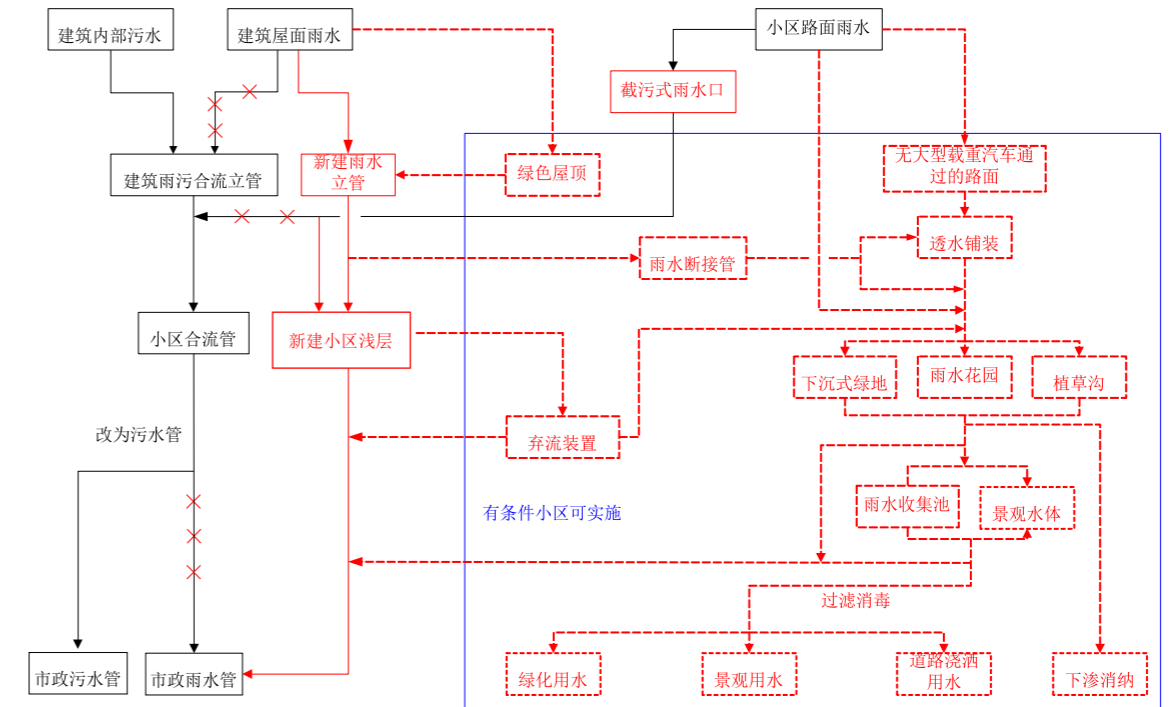 建筑内部污水
建筑屋面雨水
小区路面雨水
截污式雨水口
建筑雨污合流立管
新建雨水
立管
绿色屋顶
无大型载重汽车通
过的路面
透水铺装
雨水断接管
小区合流管
新建小区浅层
下沉式绿地
雨水花园
植草沟
改为污水管
弃流装置
有条件小区可实施
雨水收集池
景观水体
过滤消毒
市政污水管
市政雨水管
绿化用水
景观用水
道路浇洒
用水
下渗消纳